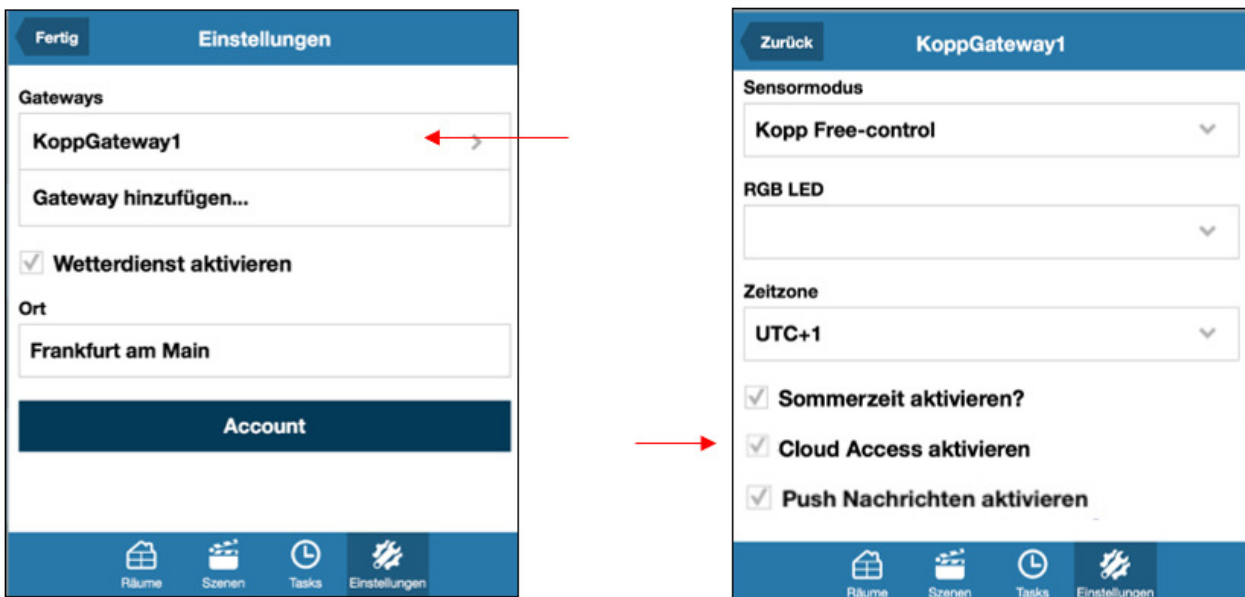 Fertig
Einstellungen
Gateways
KoppGateway1
Gateway hinzufügen...
Wetterdienst aktivieren
Ort
Frankfurt am Main
Account
Räume
Szenen
Tasks
Einstellungen
Zurück
KoppGateway1
Sensormodus
Kopp Free-control
RGB LED
Zeitzone
UTC+1
Sommerzeit aktivieren?
Cloud Access aktivieren
Push Nachrichten aktivieren
Räume
Szenen
Tasks
Einstellungen